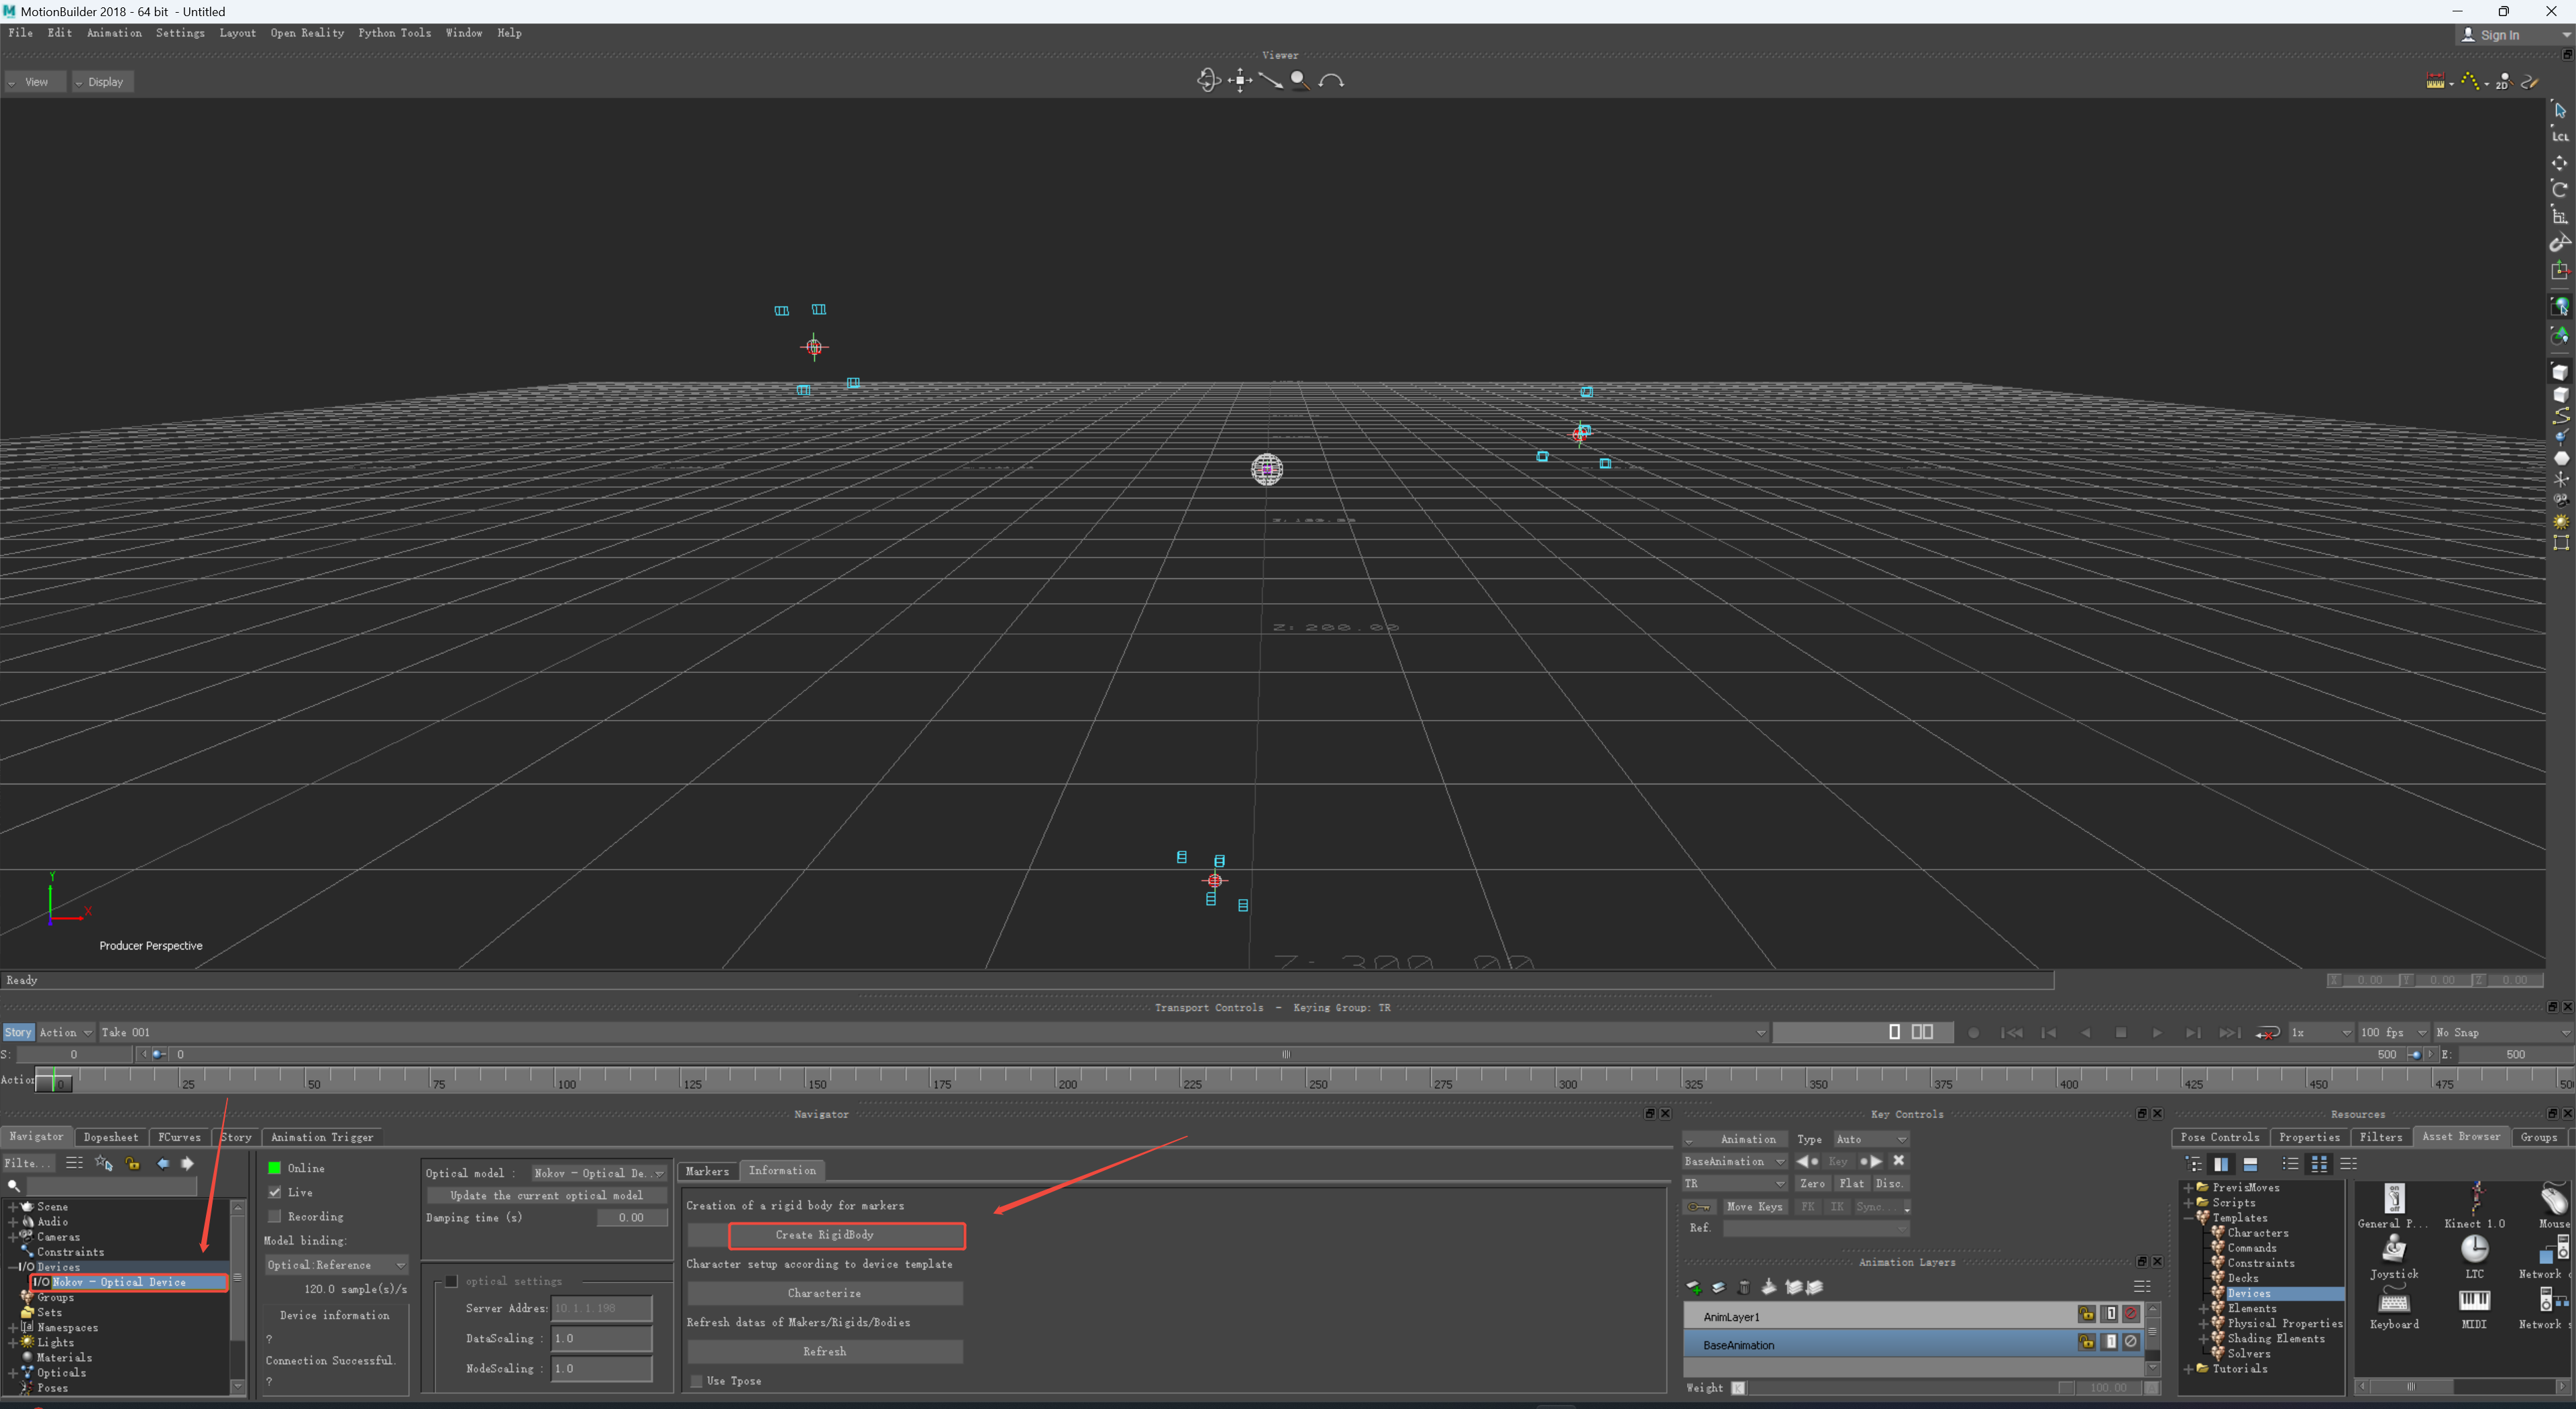 MotionBuilder 2018 - 64 bit - Untitled
File Edit Animation Settings Layout Open Reality Python Tools Window Help
Sign In
Viewer
View Display
2D
LCL
Z: 200.00
Z: 300.00
Y
X
Producer Perspective
Ready
X 0.00 Y 0.00 Z 0.00
Transport Controls - Keying Group: TR
Story Action Take 001
1x 100 fps No Snap
S: 0 0 500 E: 500
Action 0 25 50 75 100 125 150 175 200 225 250 275 300 325 350 375 400 425 450 475 50
Navigator
Navigator Dopesheet FCurves Story Animation Trigger
Filte...
Scene
Audio
Cameras
Constraints
I/O Devices
I/O Nokov - Optical Device
Groups
Sets
Namespaces
Lights
Materials
Opticals
Poses
Online
Live
Recording
Model binding:
Optical:Reference
120.0 sample(s)/s
Device information
?
Connection Successful.
?
Optical model : Nokov - Optical De...
Update the current optical model
Damping time (s) 0.00
optical settings
Server Addres: 10.1.1.198
DataScaling : 1.0
NodeScaling : 1.0
Markers Information
Creation of a rigid body for markers
Create RigidBody
Character setup according to device template
Characterize
Refresh datas of Makers/Rigids/Bodies
Refresh
Use Tpose
Key Controls
Animation Type Auto
BaseAnimation Key
TR Zero Flat Disc.
Move Keys FK IK Sync...
Ref.
Animation Layers
AnimLayer1
BaseAnimation
Weight K 100.00
Resources
Pose Controls Properties Filters Asset Browser Groups
PrevisMoves
Scripts
Templates
Characters
Commands
Constraints
Decks
Devices
Elements
Physical Properties
Shading Elements
Solvers
Tutorials
General P... Kinect 1.0 Mouse
Joystick LTC Network
Keyboard MIDI Network